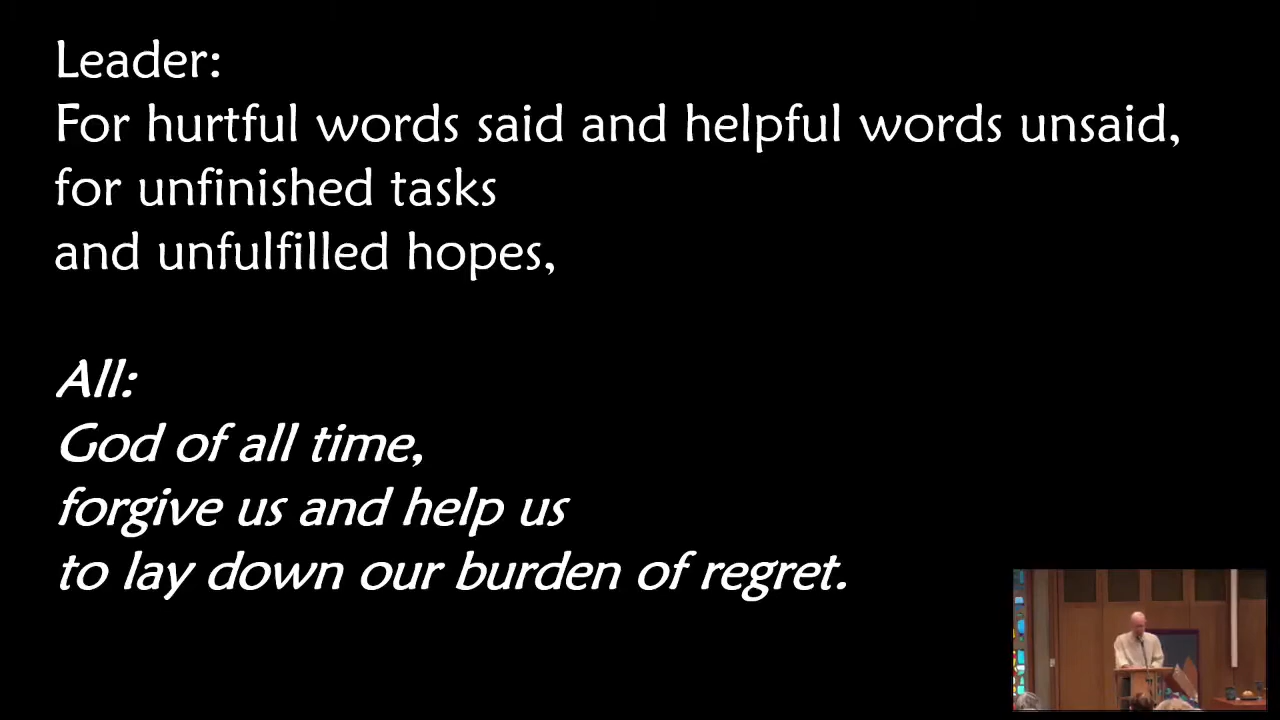 Leader:
For hurtful words said and helpful words unsaid,
for unfinished tasks
and unfulfilled hopes,
All:
God of all time,
forgive us and help us
to lay down our burden of regret.